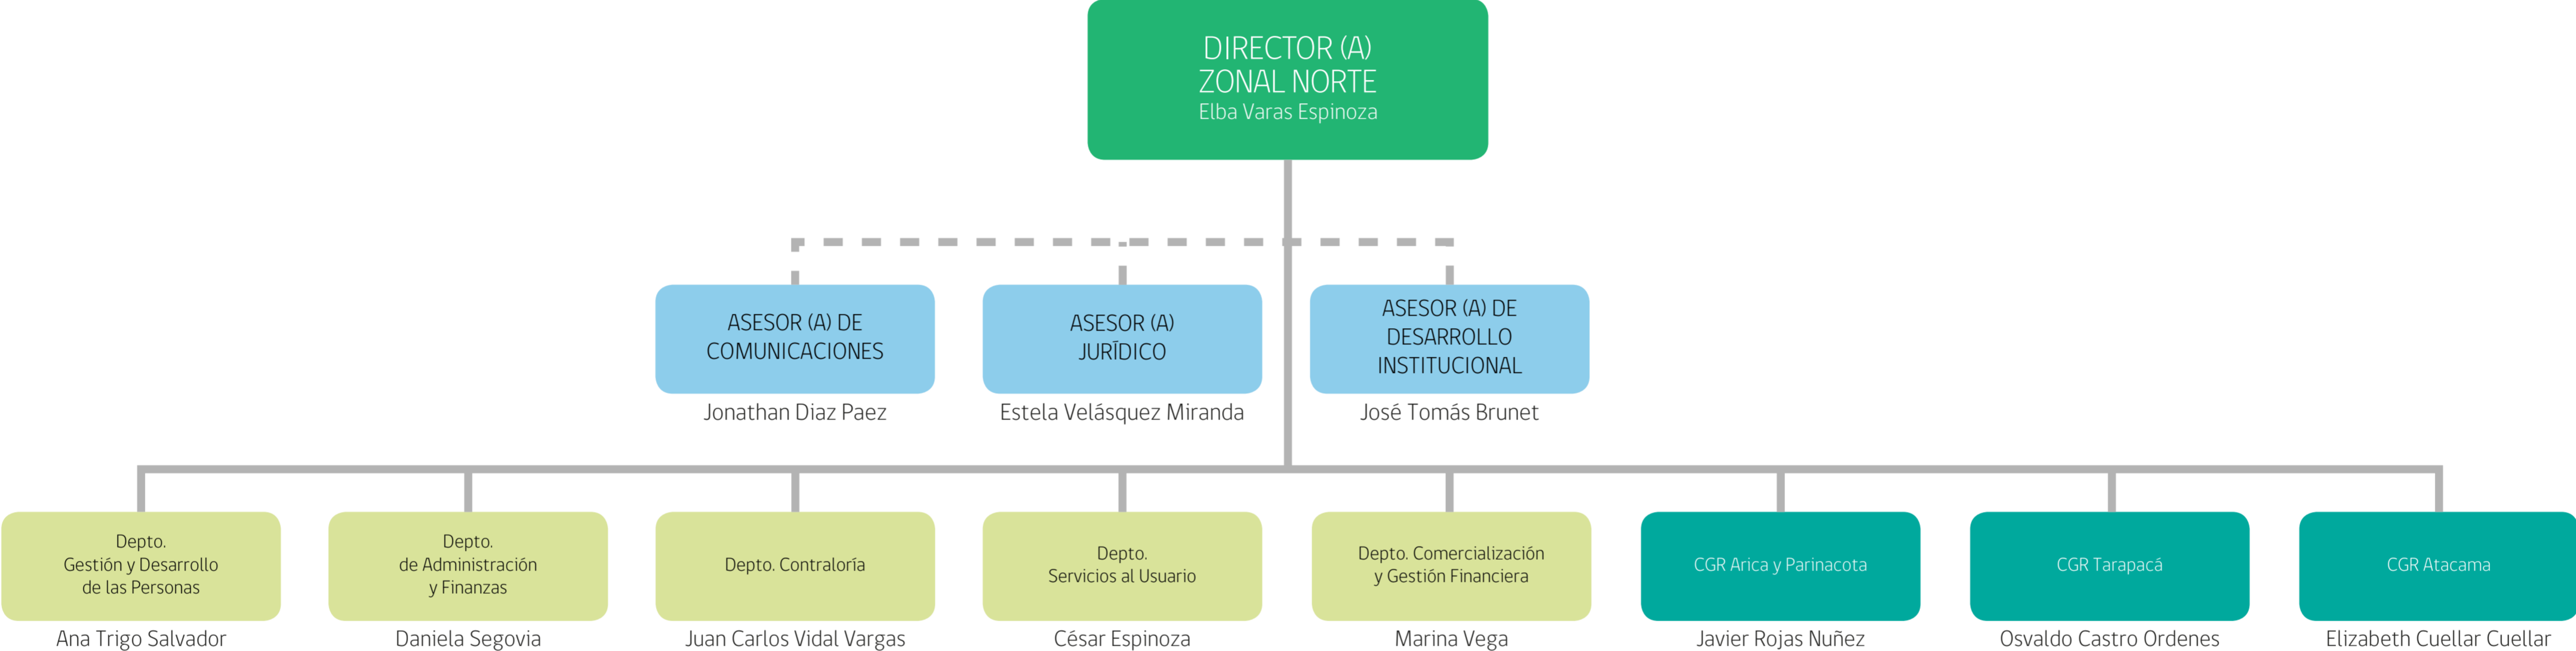 DIRECTOR (A)
ZONAL NORTE
Elba Varas Espinoza
ASESOR (A) DE
COMUNICACIONES
Jonathan Diaz Paez
ASESOR (A)
JURÍDICO
Estela Velásquez Miranda
ASESOR (A) DE
DESARROLLO
INSTITUCIONAL
José Tomás Brunet
Depto.
Gestión y Desarrollo
de las Personas
Ana Trigo Salvador
Depto.
de Administración
y Finanzas
Daniela Segovia
Depto. Contraloría
Juan Carlos Vidal Vargas
Depto.
Servicios al Usuario
César Espinoza
Depto. Comercialización
y Gestión Financiera
Marina Vega
CGR Arica y Parinacota
Javier Rojas Nuñez
CGR Tarapacá
Osvaldo Castro Ordenes
CGR Atacama
Elizabeth Cuellar Cuellar